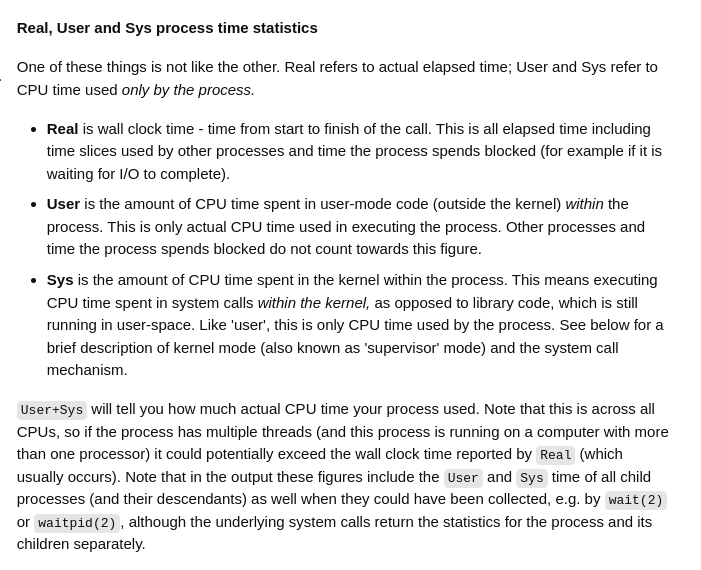 Real, User and Sys process time statistics
One of these things is not like the other. Real refers to actual elapsed time; User and Sys refer to
CPU time used only by the process.
• Real is wall clock time - time from start to finish of the call. This is all elapsed time including
time slices used by other processes and time the process spends blocked (for example if it is
waiting for I/O to complete).
• User is the amount of CPU time spent in user-mode code (outside the kernel) within the
process. This is only actual CPU time used in executing the process. Other processes and
time the process spends blocked do not count towards this figure.
• Sys is the amount of CPU time spent in the kernel within the process. This means executing
CPU time spent in system calls within the kernel, as opposed to library code, which is still
running in user-space. Like 'user', this is only CPU time used by the process. See below for a
brief description of kernel mode (also known as 'supervisor' mode) and the system call
mechanism.
User+Sys will tell you how much actual CPU time your process used. Note that this is across all
CPUs, so if the process has multiple threads (and this process is running on a computer with more
than one processor) it could potentially exceed the wall clock time reported by Real (which
usually occurs). Note that in the output these figures include the User and Sys time of all child
processes (and their descendants) as well when they could have been collected, e.g. by wait(2)
or waitpid(2), although the underlying system calls return the statistics for the process and its
children separately.